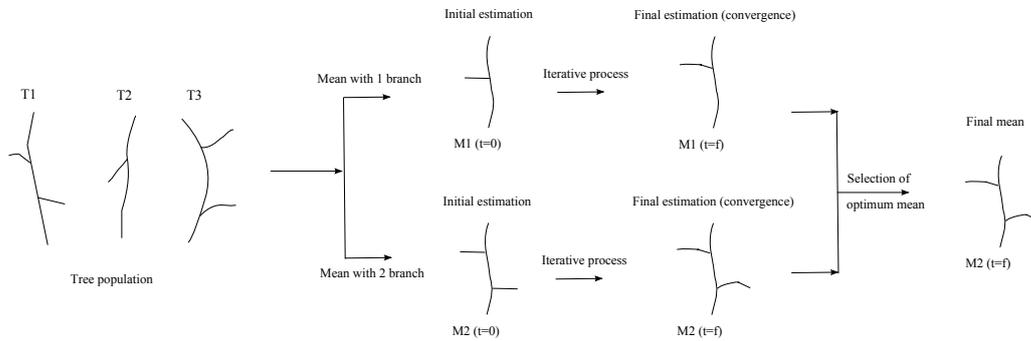 Initial estimation
Final estimation (convergence)
Mean with 1 branch
Iterative process
T1
T2
T3
M1 (t=0)
M1 (t=f)
Final mean
Selection of
optimum mean
Initial estimation
Final estimation (convergence)
Mean with 2 branch
Iterative process
Tree population
M2 (t=f)
M2 (t=0)
M2 (t=f)